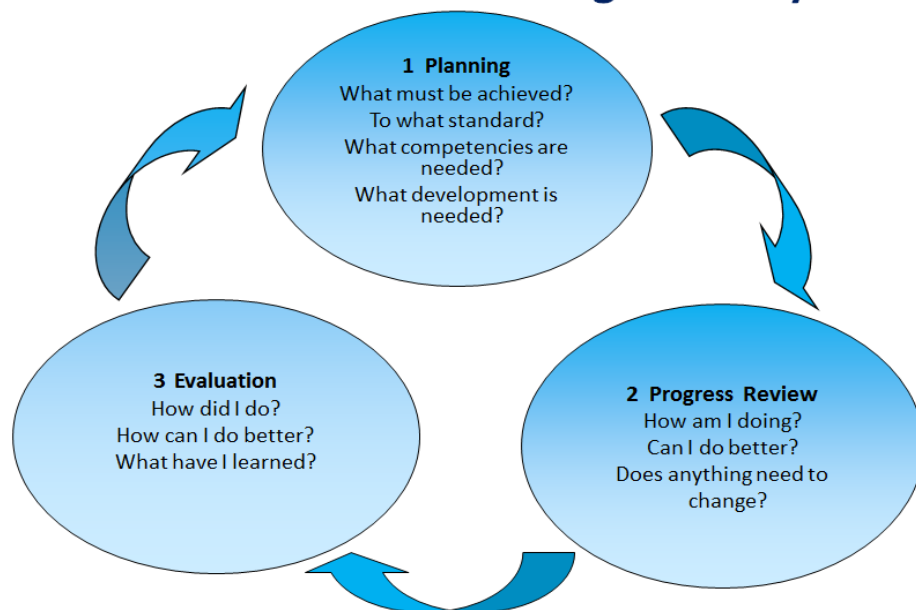 1 Planning
What must be achieved?
To what standard?
What competencies are
needed?
What development is
needed?
2 Progress Review
How am I doing?
Can I do better?
Does anything need to
change?
3 Evaluation
How did I do?
How can I do better?
What have I learned?